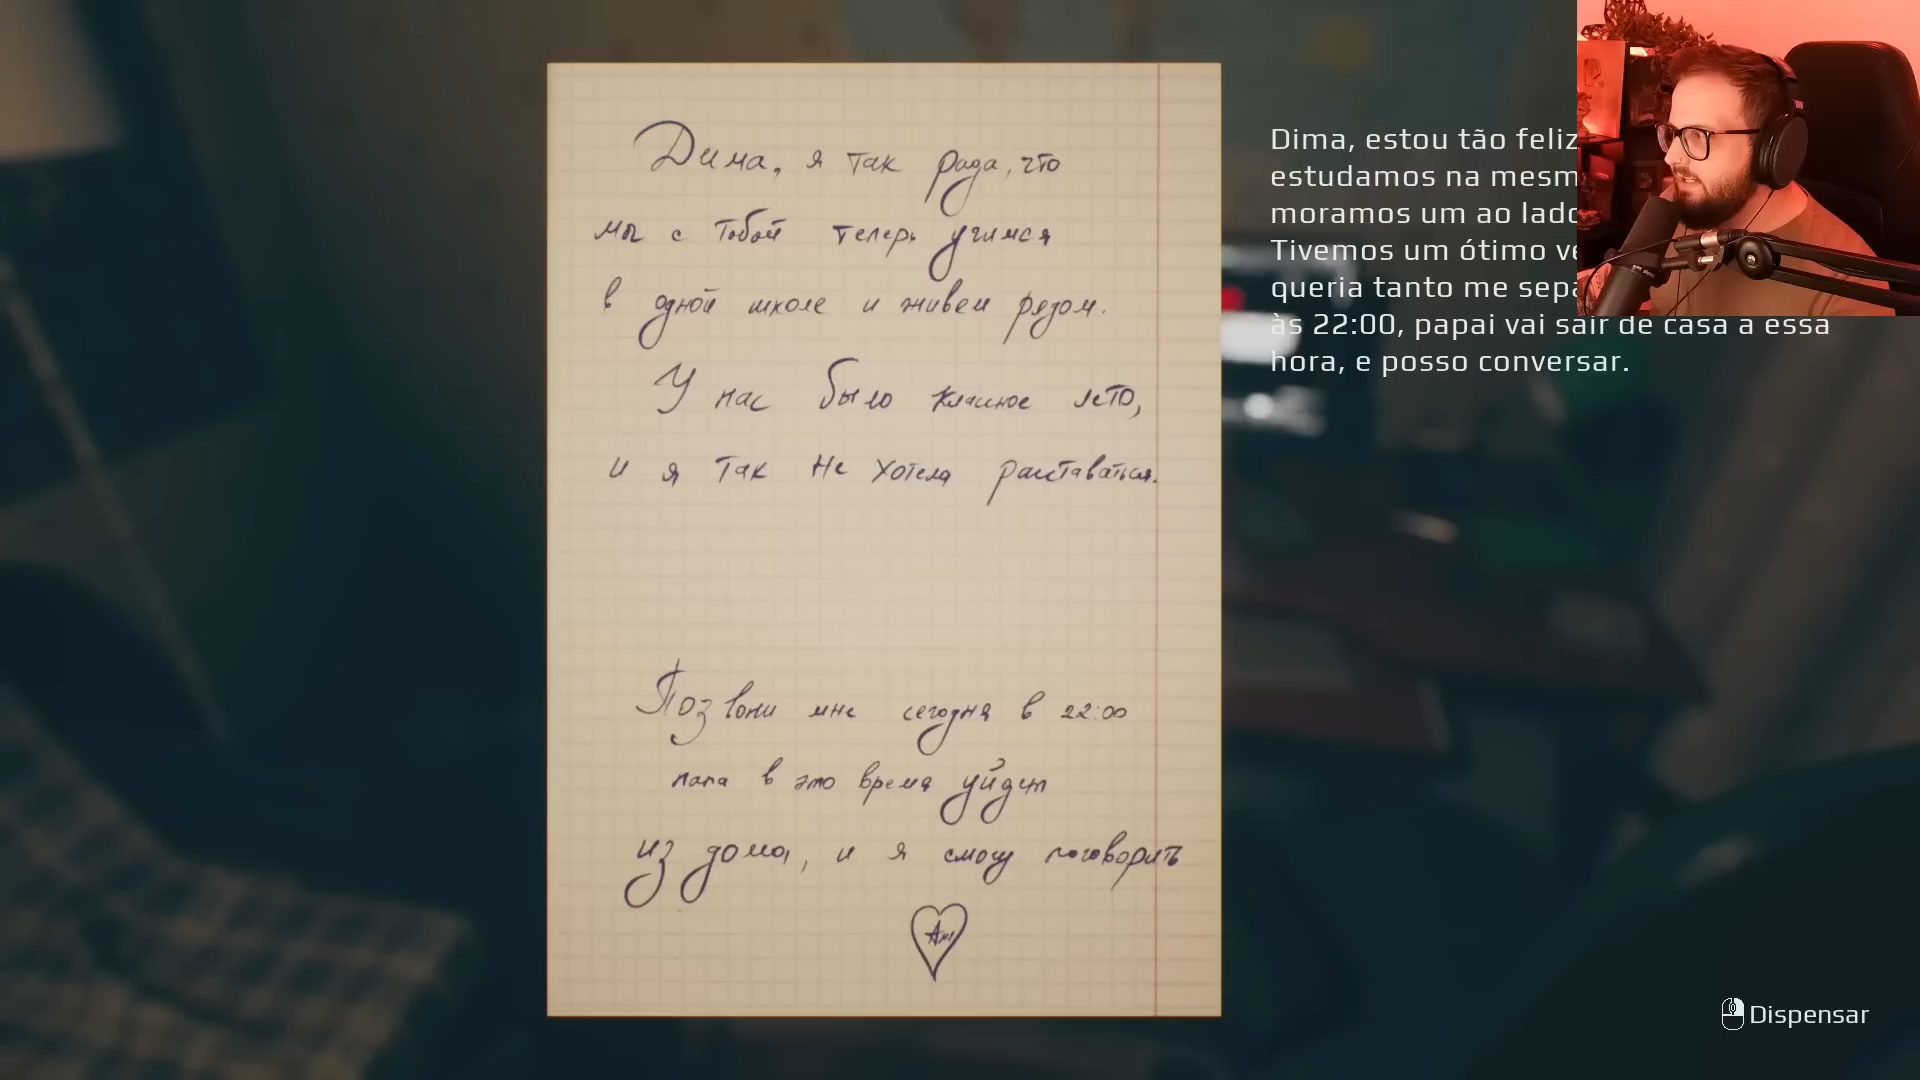 Дима, я так рада, что
мы с тобой теперь учимся
в одной школе и живем рядом.
У нас было классное лето,
и я так не хотела расставаться.
Позвони мне сегодня в 22:00
папа в это время уйдет
из дома, и я смогу поговорить
Аня
Dima, estou tão feliz
estudamos na mesm
moramos um ao lado
Tivemos um ótimo ve
queria tanto me sepa
às 22:00, papai vai sair de casa a essa
hora, e posso conversar.
Dispensar